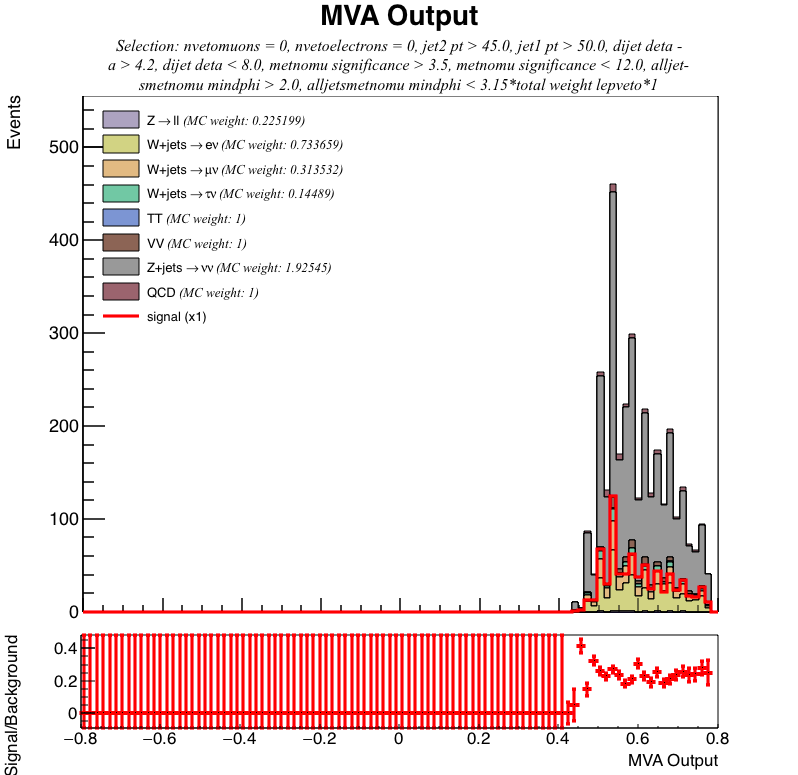 MVA Output
Selection: nvetomuons = 0, nvetoelectrons = 0, jet2 pt > 45.0, jet1 pt > 50.0, dijet deta -
a > 4.2, dijet deta < 8.0, metnomu significance > 3.5, metnomu significance < 12.0, alljet-
smetnomu mindphi > 2.0, alljetsmetnomu mindphi < 3.15*total weight lepveto*1
Events
500
400
300
200
100
0
Z→ll (MC weight: 0.225199)
W+jets→eν (MC weight: 0.733659)
W+jets→μν (MC weight: 0.313532)
W+jets→τν (MC weight: 0.14489)
TT (MC weight: 1)
VV (MC weight: 1)
Z+jets→νν (MC weight: 1.92545)
QCD (MC weight: 1)
signal (x1)
Signal/Background
0.4
0.2
0
−0.8 −0.6 −0.4 −0.2 0 0.2 0.4 0.6 0.8
MVA Output